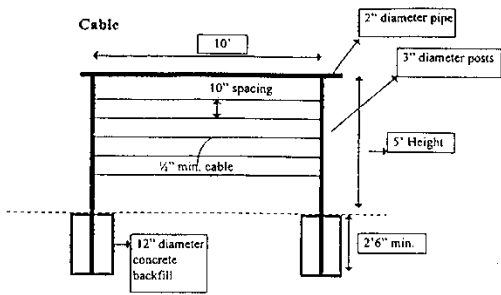 Cable
2" diameter pipe
10'
3" diameter posts
10" spacing
5' Height
½" min. cable
12" diameter
concrete
backfill
2'6" min.